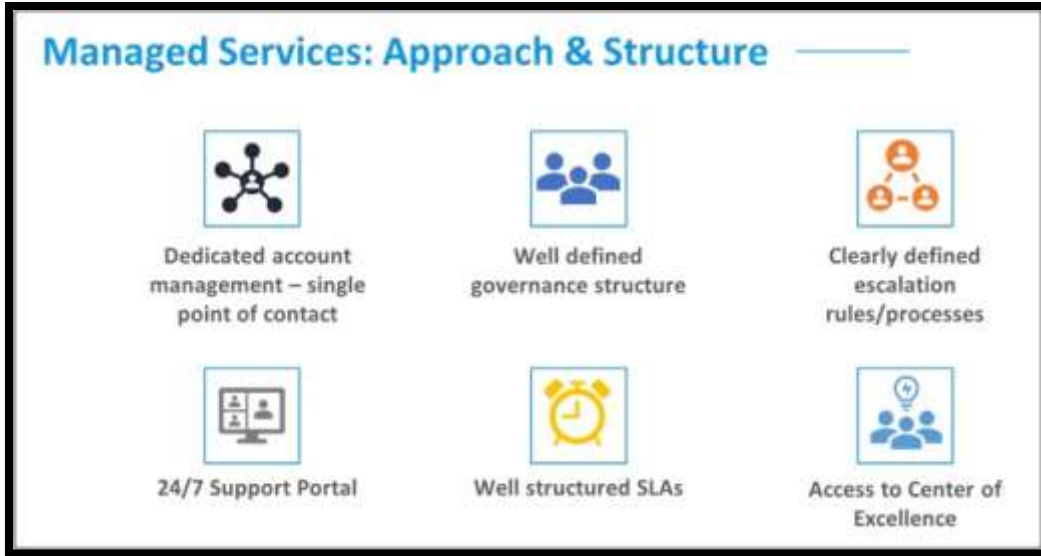 Managed Services: Approach & Structure
Dedicated account
management – single
point of contact
Well defined
governance structure
Clearly defined
escalation
rules/processes
24/7 Support Portal
Well structured SLAs
Access to Center of
Excellence